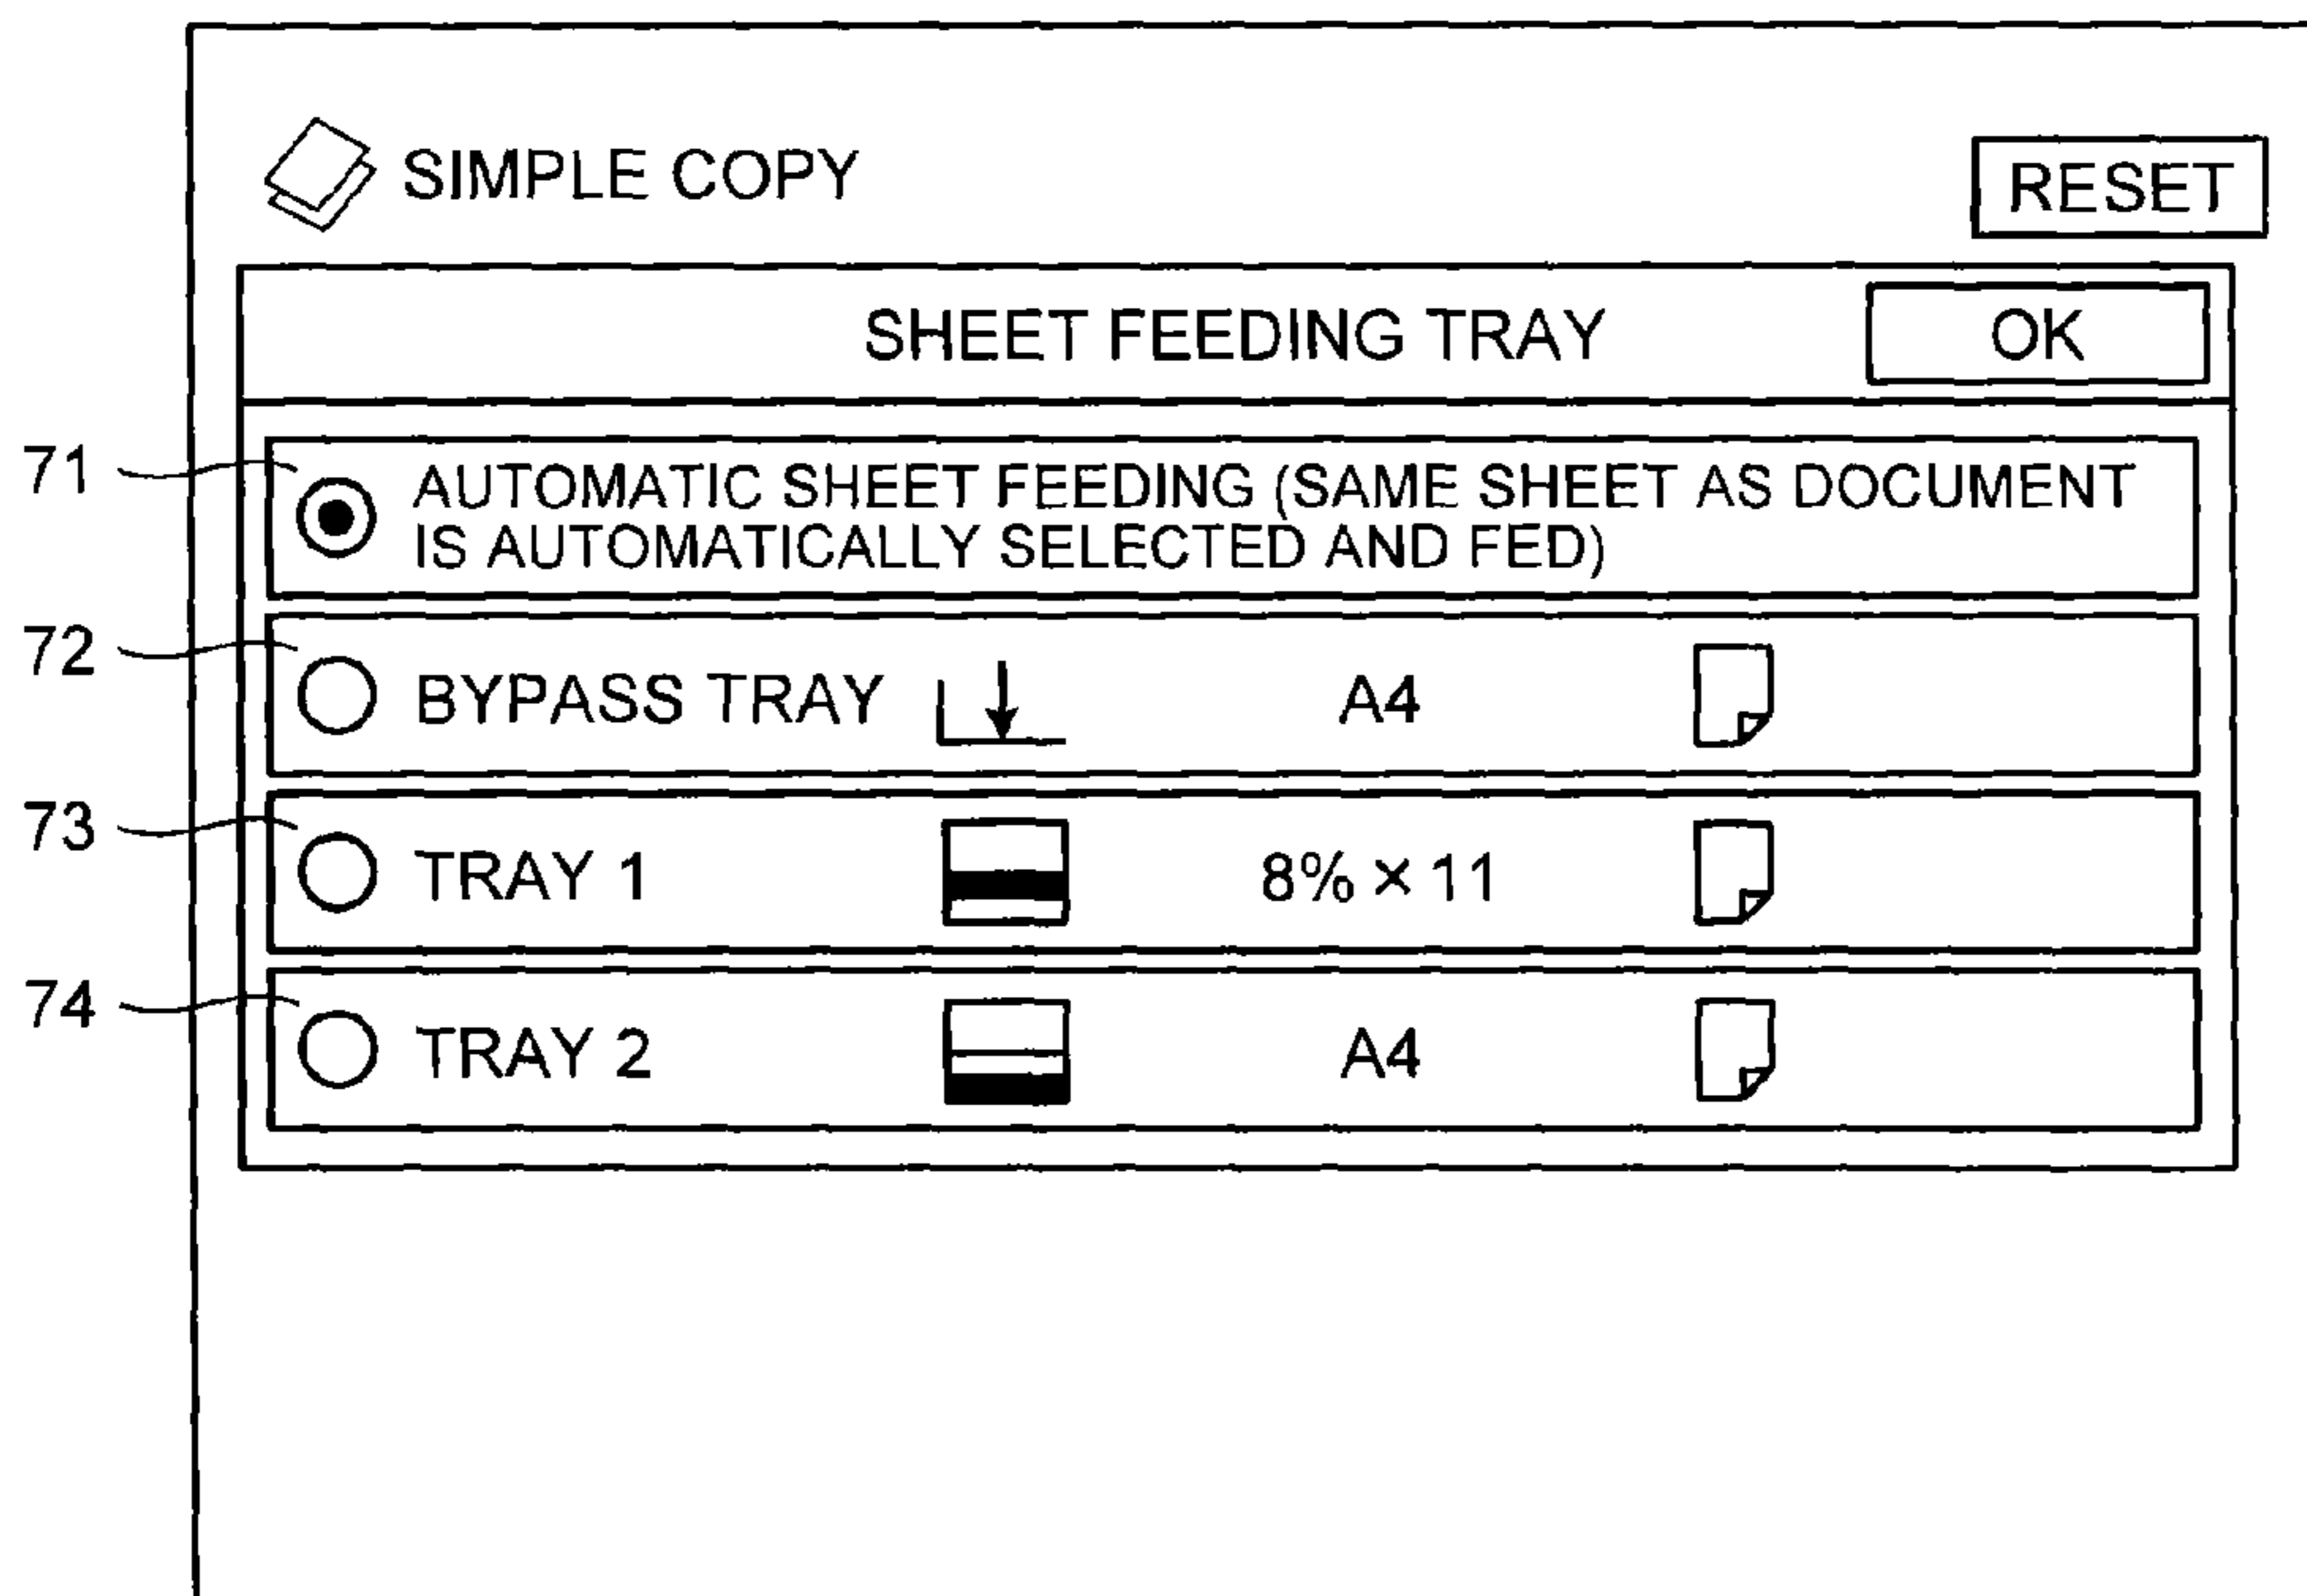 SIMPLE COPY
RESET
SHEET FEEDING TRAY
OK
71
AUTOMATIC SHEET FEEDING (SAME SHEET AS DOCUMENT
IS AUTOMATICALLY SELECTED AND FED)
72
BYPASS TRAY
A4
73
TRAY 1
8% × 11
74
TRAY 2
A4